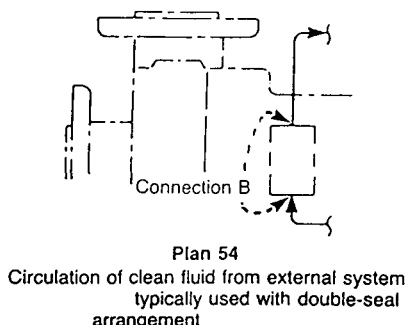 Connection B
Plan 54
Circulation of clean fluid from external system
typically used with double-seal
arrangement